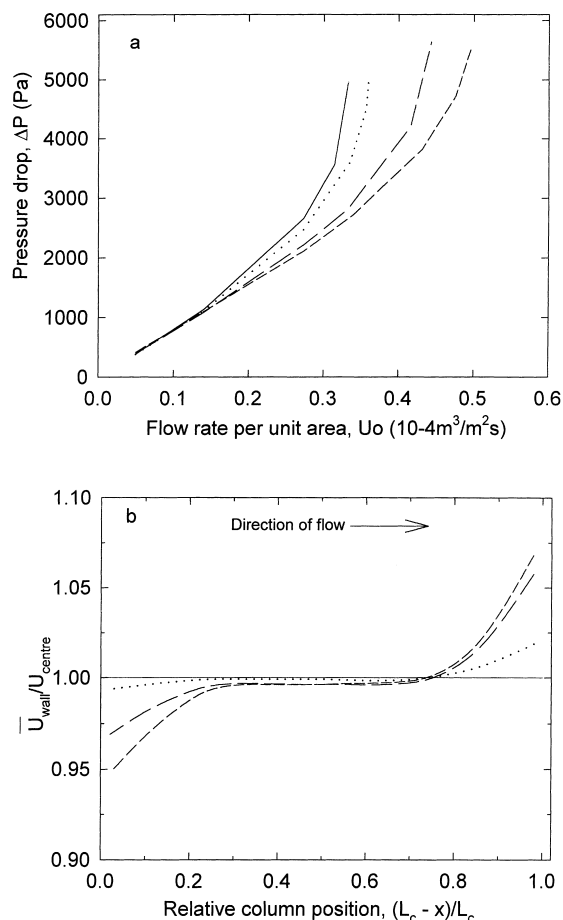 6000
a
5000
4000
3000
2000
1000
0
Pressure drop, ΔP (Pa)
0.0 0.1 0.2 0.3 0.4 0.5 0.6
Flow rate per unit area, Uo (10-4m³/m²s)
1.10
b
Direction of flow
1.05
1.00
0.95
0.90
U̅wall/Ucentre
0.0 0.2 0.4 0.6 0.8 1.0
Relative column position, (Lc - x)/Lc